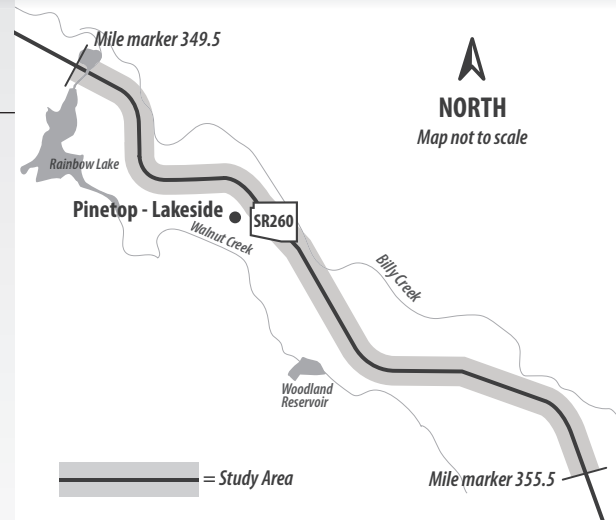 Mile marker 349.5
NORTH
Map not to scale
Rainbow Lake
Pinetop - Lakeside
SR260
Walnut Creek
Billy Creek
Woodland
Reservoir
= Study Area
Mile marker 355.5